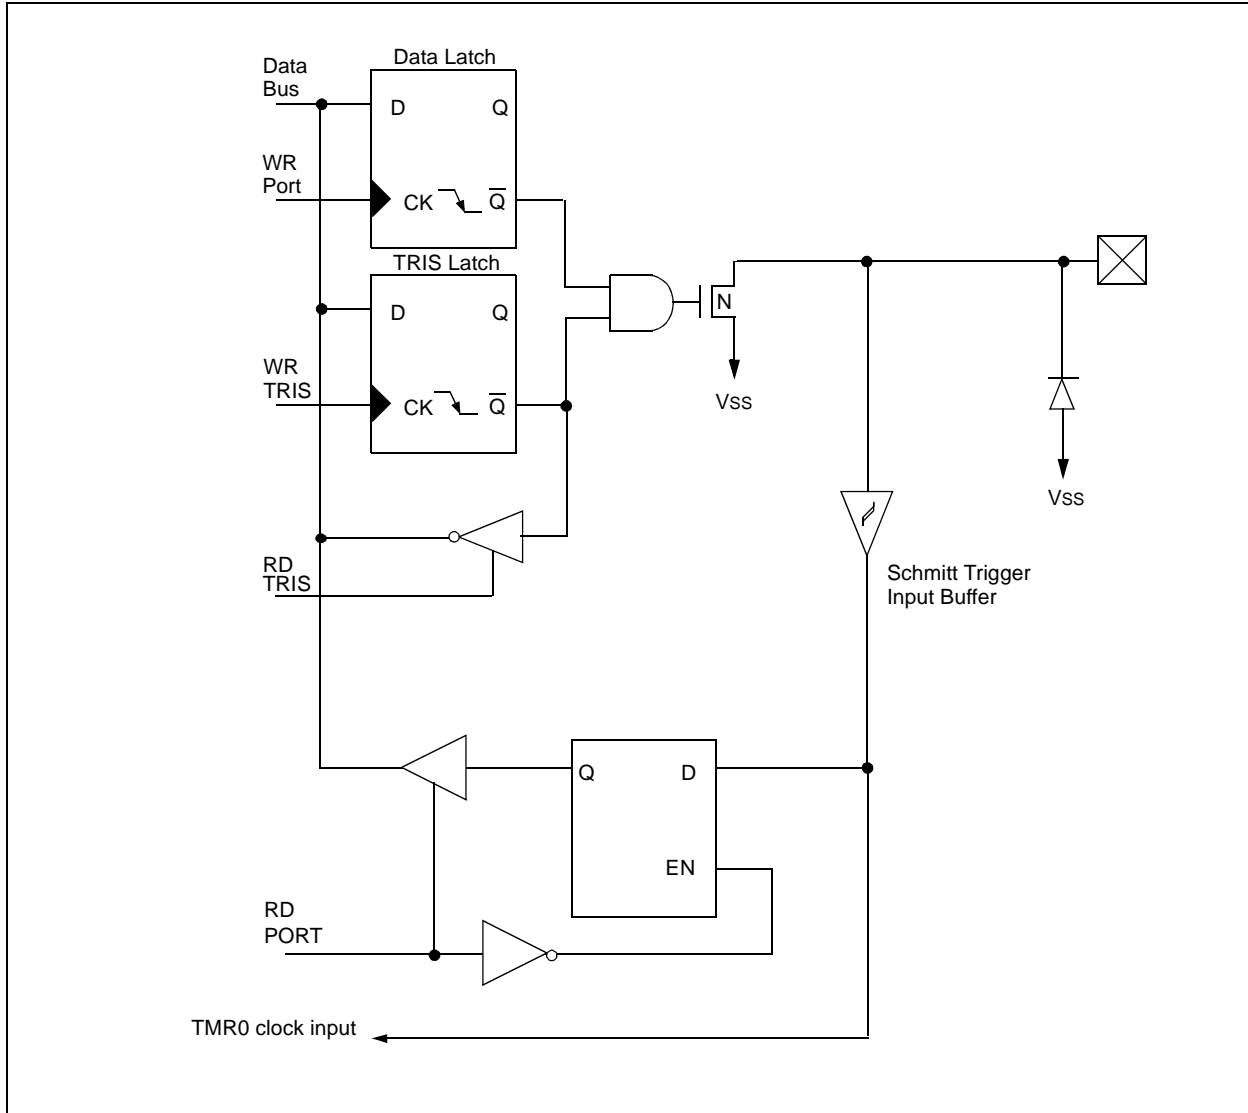 Data Latch
Data
Bus
D
Q
WR
Port
CK
Q̅
TRIS Latch
D
Q
N
WR
TRIS
CK
Q̅
VSS
VSS
RD
TRIS
Schmitt Trigger
Input Buffer
Q
D
EN
RD
PORT
TMR0 clock input